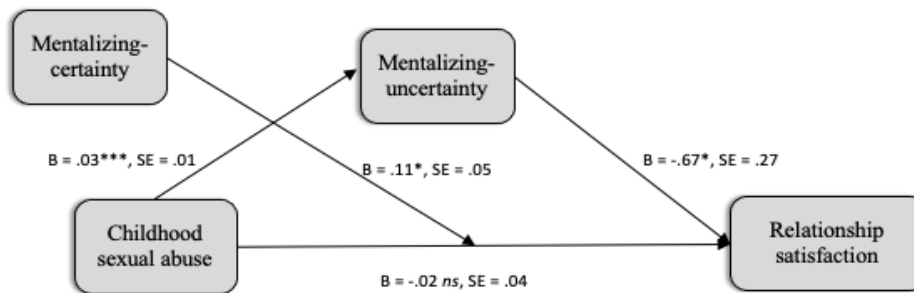 Mentalizing-
certainty
Mentalizing-
uncertainty
B = .03***, SE = .01
B = .11*, SE = .05
B = -.67*, SE = .27
Childhood
sexual abuse
Relationship
satisfaction
B = -.02 ns, SE = .04